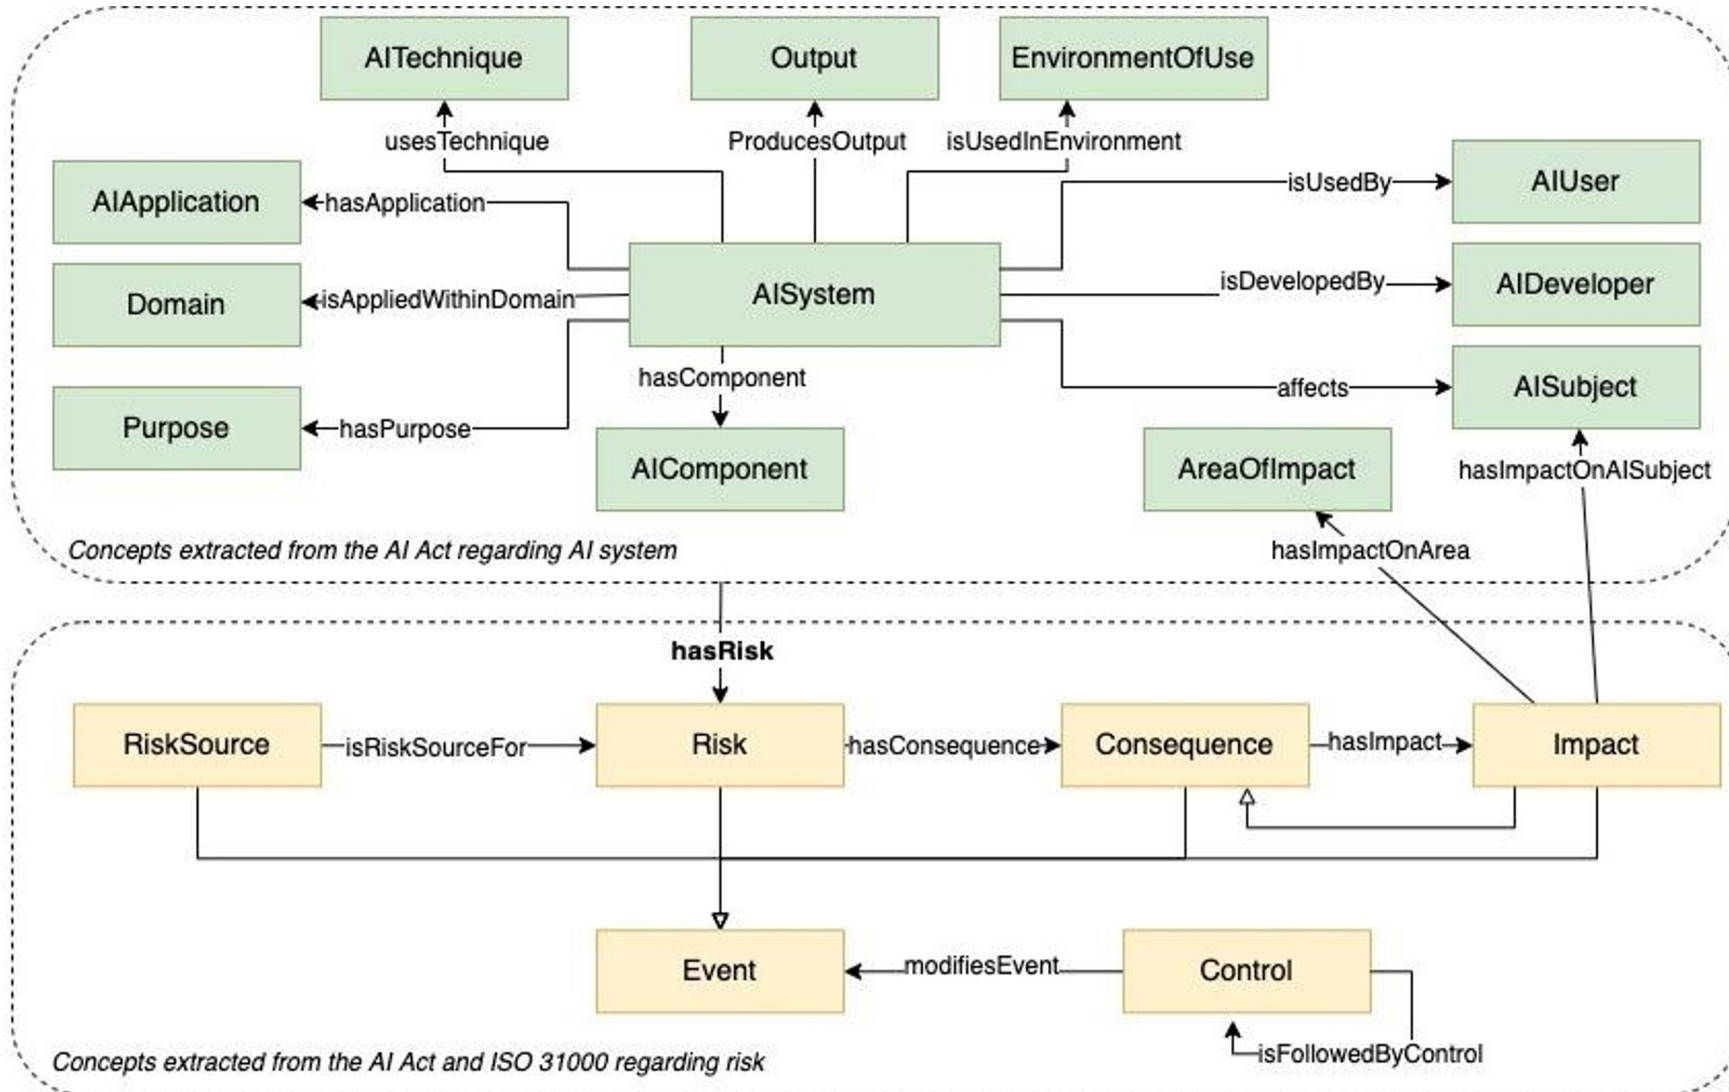 AITechnique
Output
EnvironmentOfUse
usesTechnique
ProducesOutput
isUsedInEnvironment
AIUser
isUsedBy
AIApplication
hasApplication
isDevelopedBy
AIDeveloper
AISystem
isAppliedWithinDomain
Domain
hasComponent
affects
AISubject
Purpose
hasPurpose
AIComponent
AreaOfImpact
hasImpactOnAISubject
Concepts extracted from the AI Act regarding AI system
hasImpactOnArea
hasRisk
RiskSource
isRiskSourceFor
Risk
hasConsequence
Consequence
hasImpact
Impact
Event
modifiesEvent
Control
isFollowedByControl
Concepts extracted from the AI Act and ISO 31000 regarding risk